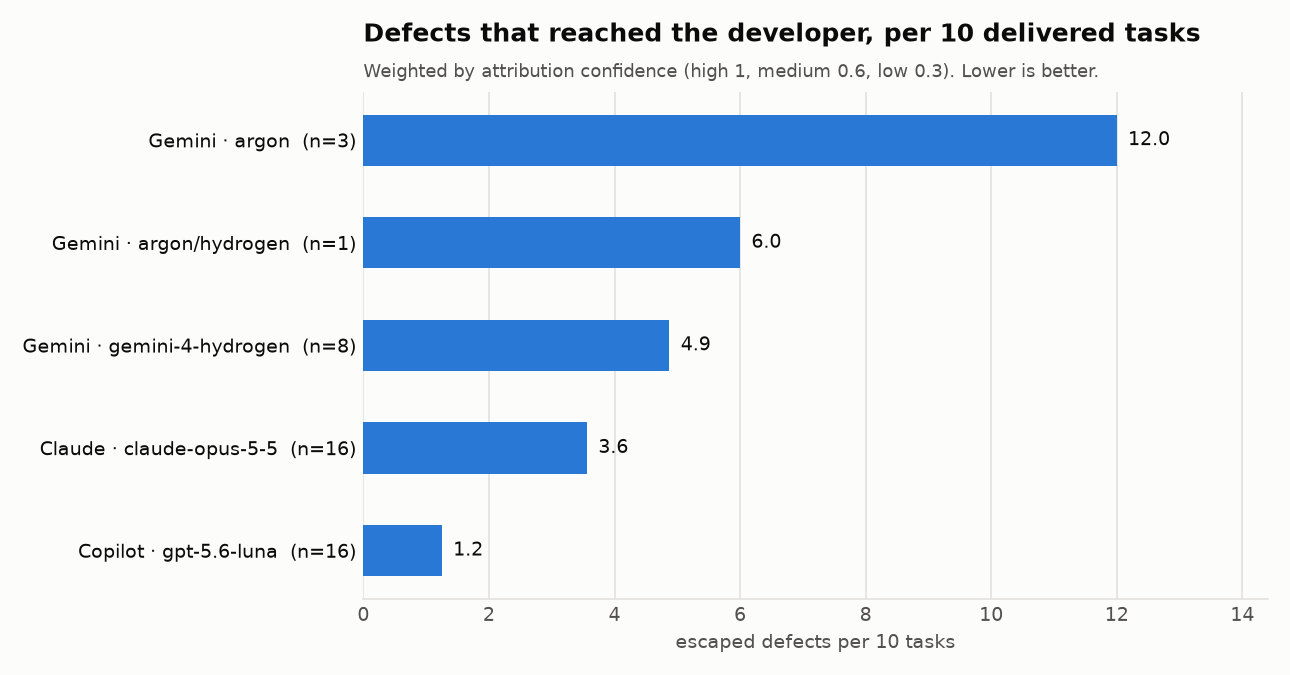 Defects that reached the developer, per 10 delivered tasks
Weighted by attribution confidence (high 1, medium 0.6, low 0.3). Lower is better.
Gemini · argon (n=3)
12.0
Gemini · argon/hydrogen (n=1)
6.0
Gemini · gemini-4-hydrogen (n=8)
4.9
Claude · claude-opus-5-5 (n=16)
3.6
Copilot · gpt-5.6-luna (n=16)
1.2
0 2 4 6 8 10 12 14
escaped defects per 10 tasks